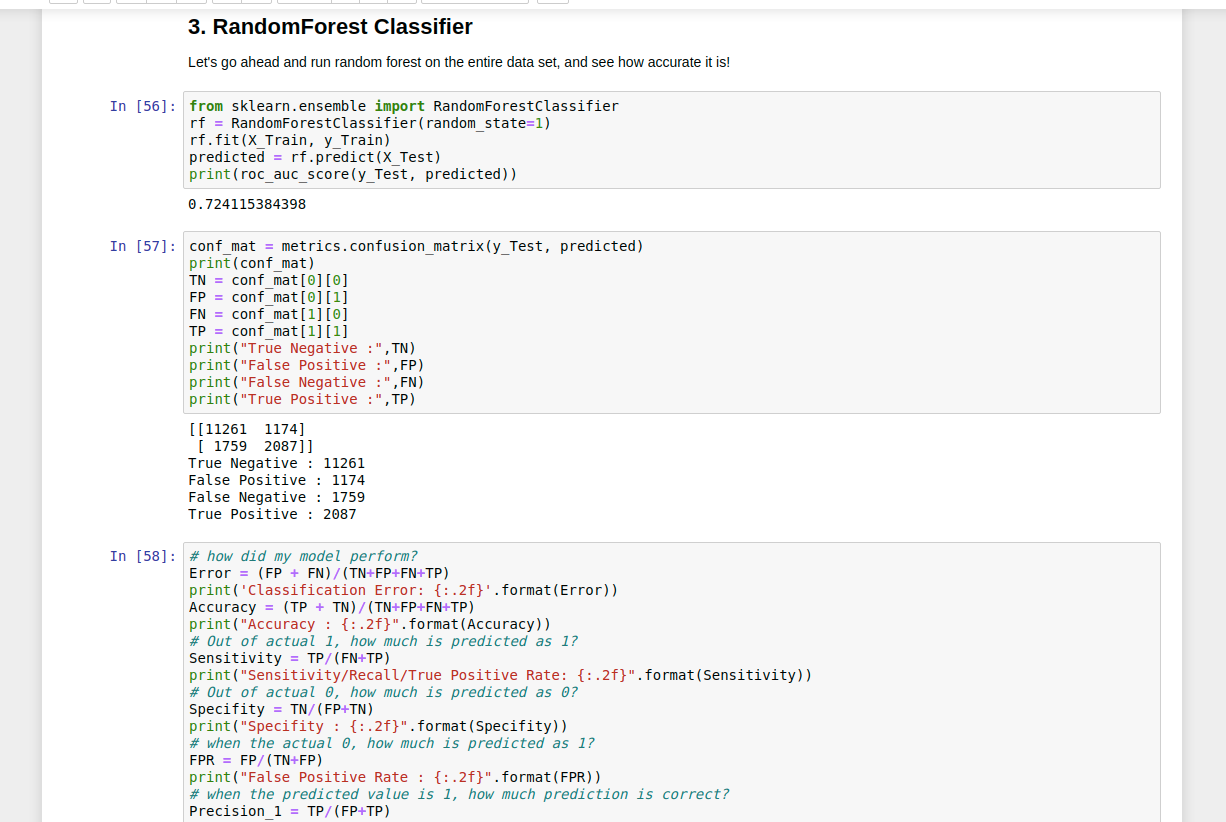 3. RandomForest Classifier
Let's go ahead and run random forest on the entire data set, and see how accurate it is!
In [56]:
from sklearn.ensemble import RandomForestClassifier
rf = RandomForestClassifier(random_state=1)
rf.fit(X_Train, y_Train)
predicted = rf.predict(X_Test)
print(roc_auc_score(y_Test, predicted))
0.724115384398
In [57]:
conf_mat = metrics.confusion_matrix(y_Test, predicted)
print(conf_mat)
TN = conf_mat[0][0]
FP = conf_mat[0][1]
FN = conf_mat[1][0]
TP = conf_mat[1][1]
print("True Negative :",TN)
print("False Positive :",FP)
print("False Negative :",FN)
print("True Positive :",TP)
[[11261  1174]
 [ 1759  2087]]
True Negative : 11261
False Positive : 1174
False Negative : 1759
True Positive : 2087
In [58]:
# how did my model perform?
Error = (FP + FN)/(TN+FP+FN+TP)
print('Classification Error: {:.2f}'.format(Error))
Accuracy = (TP + TN)/(TN+FP+FN+TP)
print("Accuracy : {:.2f}".format(Accuracy))
# Out of actual 1, how much is predicted as 1?
Sensitivity = TP/(FN+TP)
print("Sensitivity/Recall/True Positive Rate: {:.2f}".format(Sensitivity))
# Out of actual 0, how much is predicted as 0?
Specifity = TN/(FP+TN)
print("Specifity : {:.2f}".format(Specifity))
# when the actual 0, how much is predicted as 1?
FPR = FP/(TN+FP)
print("False Positive Rate : {:.2f}".format(FPR))
# when the predicted value is 1, how much prediction is correct?
Precision_1 = TP/(FP+TP)